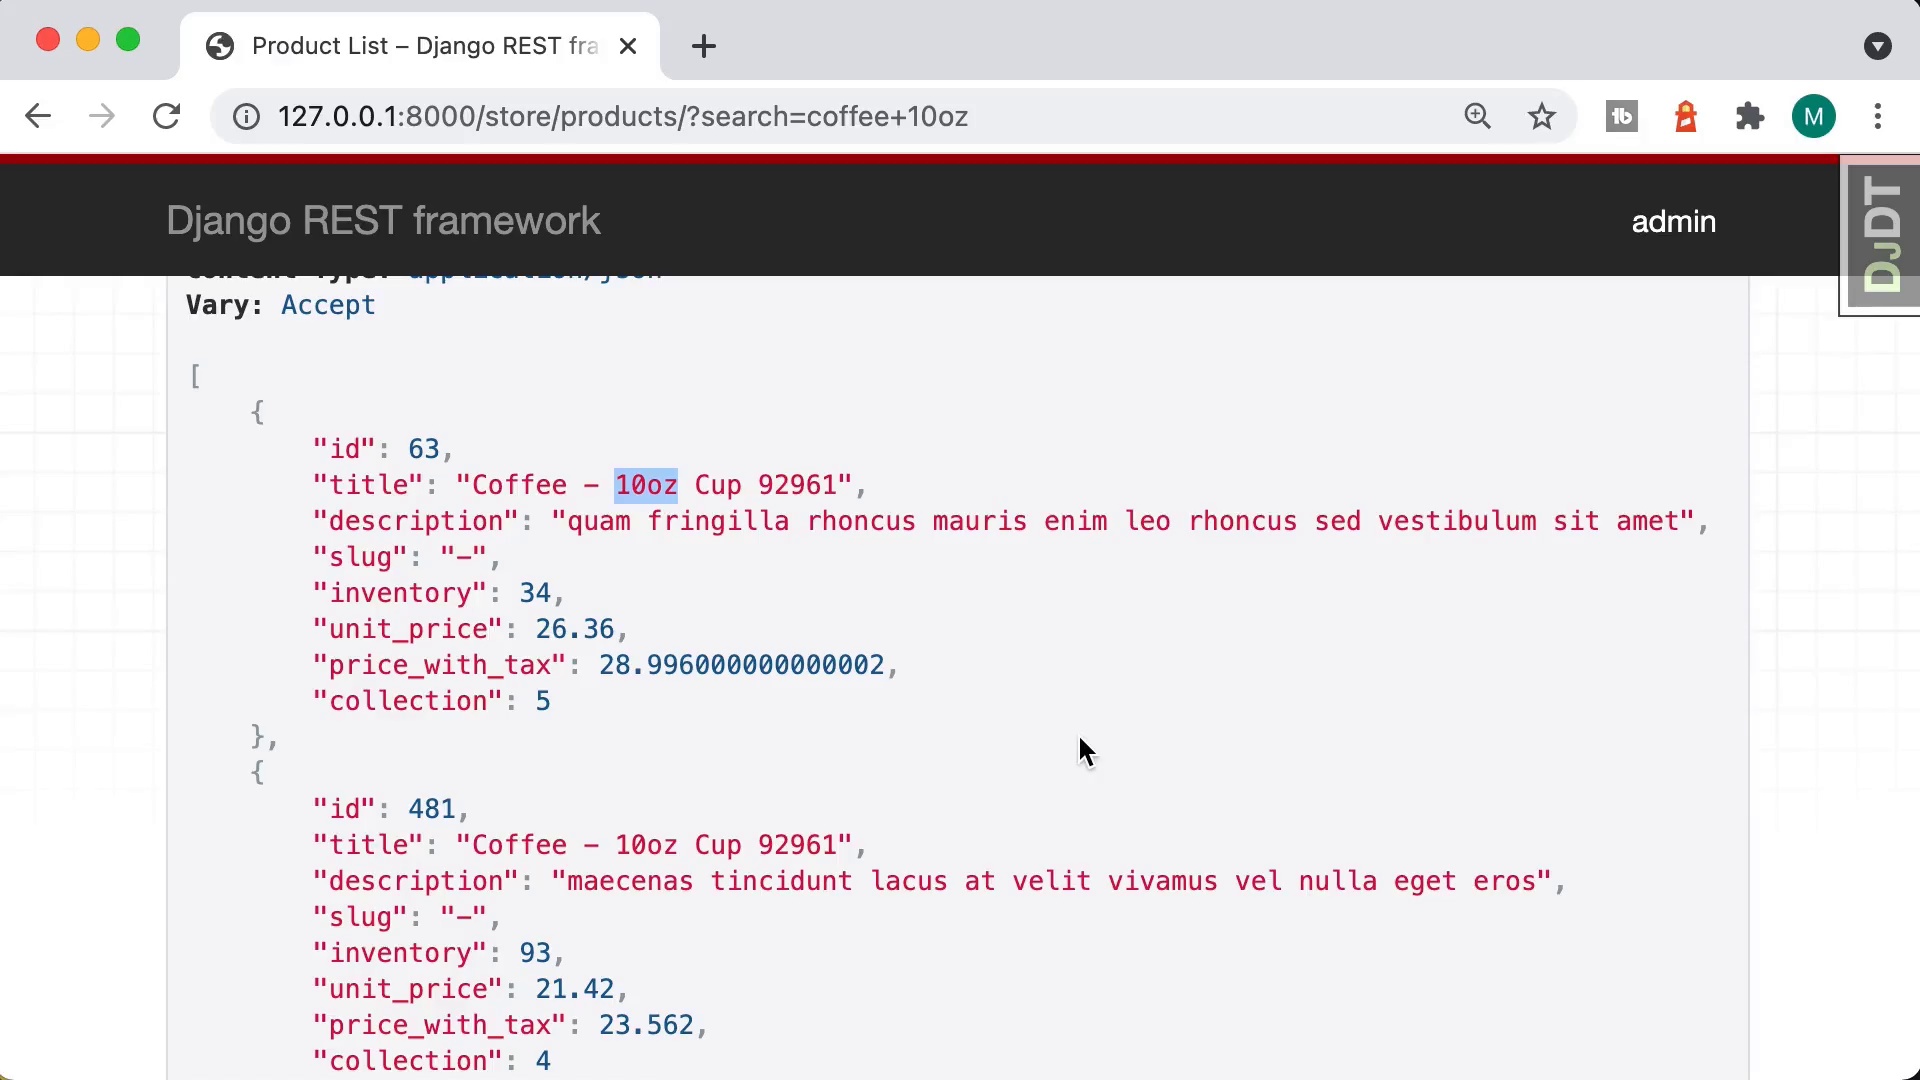 Product List – Django REST fra
127.0.0.1:8000/store/products/?search=coffee+10oz
M
Django REST framework
admin
DJDT
Content-Type: application/json
Vary: Accept
[
{
"id": 63,
"title": "Coffee - 10oz Cup 92961",
"description": "quam fringilla rhoncus mauris enim leo rhoncus sed vestibulum sit amet",
"slug": "-",
"inventory": 34,
"unit_price": 26.36,
"price_with_tax": 28.996000000000002,
"collection": 5
},
{
"id": 481,
"title": "Coffee - 10oz Cup 92961",
"description": "maecenas tincidunt lacus at velit vivamus vel nulla eget eros",
"slug": "-",
"inventory": 93,
"unit_price": 21.42,
"price_with_tax": 23.562,
"collection": 4